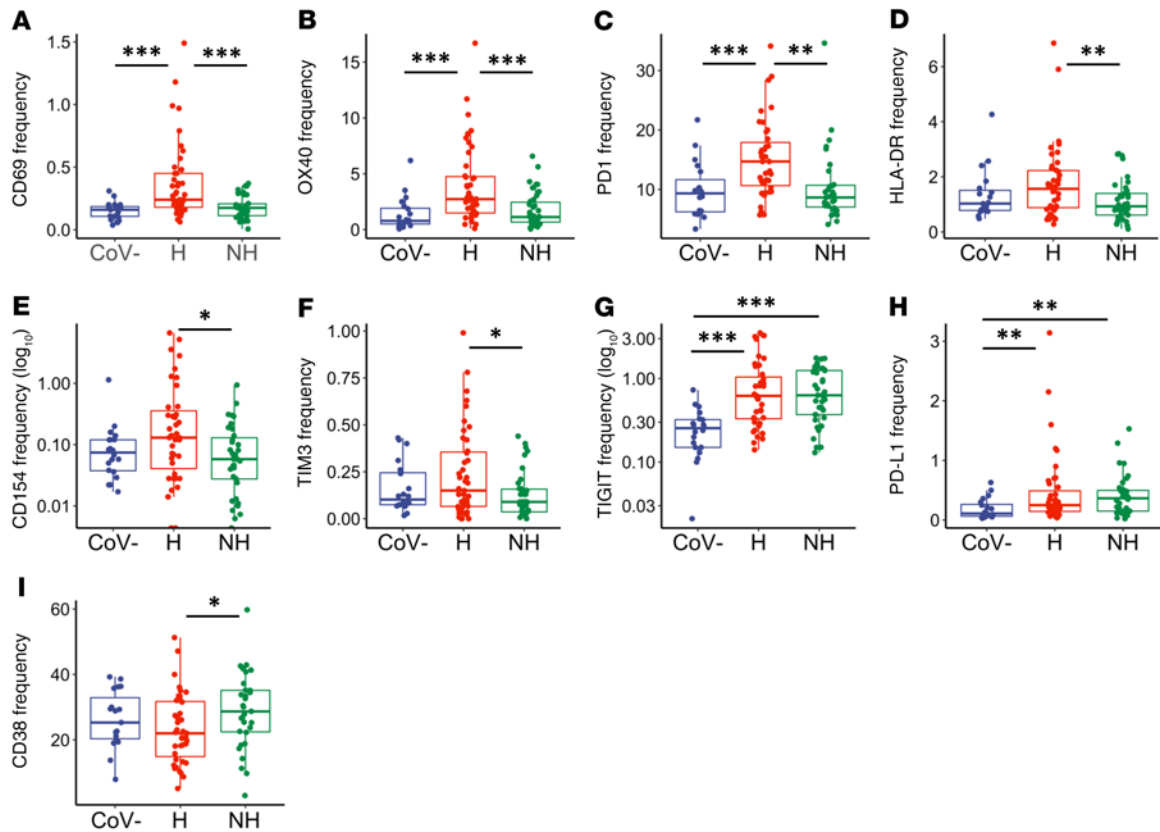 A
CD69 frequency
1.5
1.0
0.5
0.0
***
***
CoV-
H
NH
B
OX40 frequency
15
10
5
0
***
***
CoV-
H
NH
C
PD1 frequency
30
20
10
0
***
**
CoV-
H
NH
D
HLA-DR frequency
6
4
2
0
**
CoV-
H
NH
E
CD154 frequency (log10)
1.00
0.10
0.01
*
CoV-
H
NH
F
TIM3 frequency
1.00
0.75
0.50
0.25
0.00
*
CoV-
H
NH
G
TIGIT frequency (log10)
3.00
1.00
0.30
0.10
0.03
***
***
CoV-
H
NH
H
PD-L1 frequency
3
2
1
0
**
**
CoV-
H
NH
I
CD38 frequency
60
40
20
0
*
CoV-
H
NH